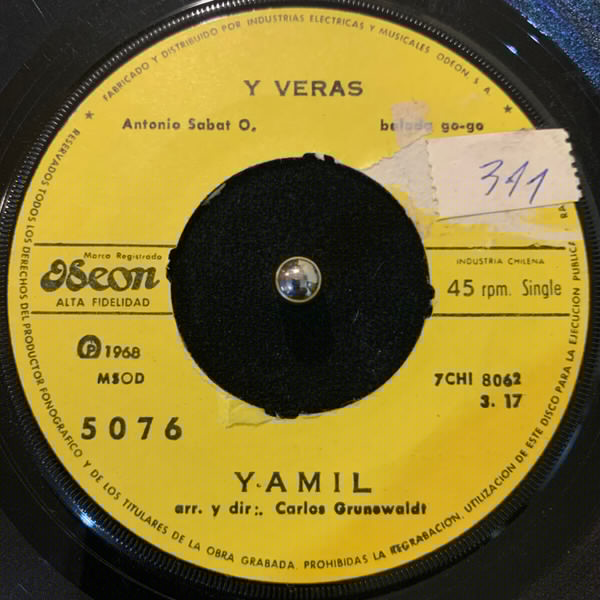 ★ FABRICADO Y DISTRIBUIDO POR INDUSTRIAS ELECTRICAS Y MUSICALES ODEON S. A. ★
Y VERAS
Antonio Sabat O.
balada go-go
341
Marca Registrada
Odeon
ALTA FIDELIDAD
INDUSTRIA CHILENA
45 rpm. Single
Ⓟ 1968
MSOD
7CHI 8062
3. 17
5076
YAMIL
arr. y dir:. Carlos Grunewaldt
RESERVADOS TODOS LOS DERECHOS DEL PRODUCTOR FONOGRAFICO Y DE LOS TITULARES DE LA OBRA GRABADA. PROHIBIDAS LA REGRABACION, UTILIZACION DE ESTE DISCO PARA LA EJECUCION PUBLICA